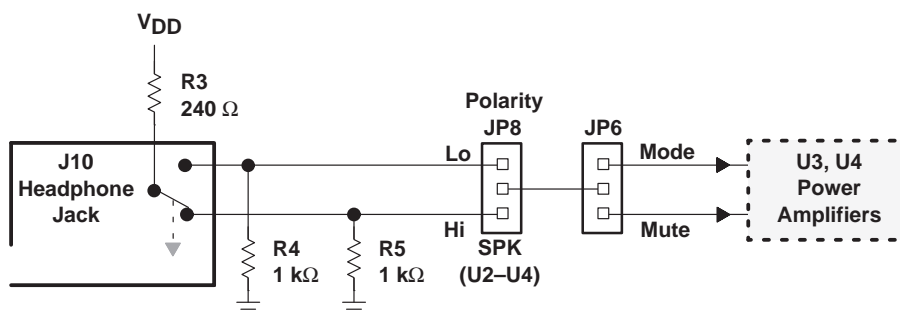 VDD
R3
240 Ω
J10
Headphone
Jack
Polarity
JP8
JP6
Lo
Hi
SPK
(U2–U4)
R4
1 kΩ
R5
1 kΩ
Mode
Mute
U3, U4
Power
Amplifiers